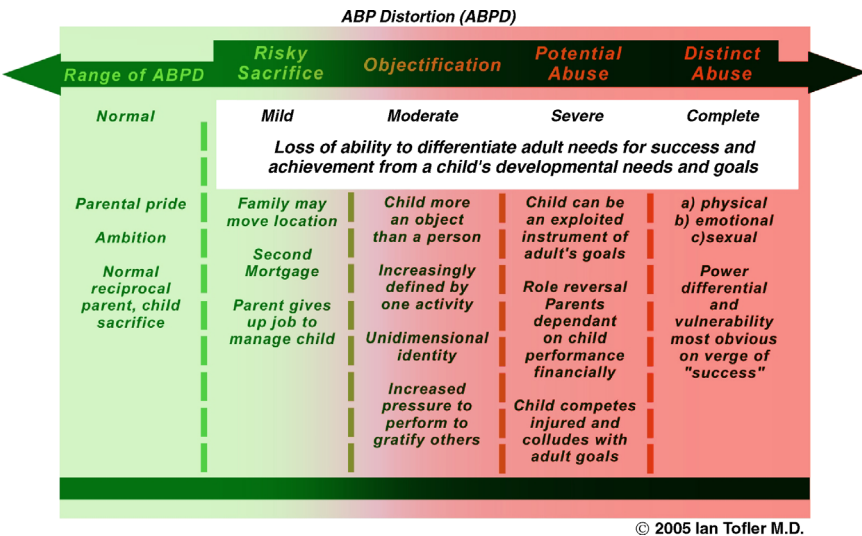 ABP Distortion (ABPD)
Range of ABPD
Risky
Sacrifice
Objectification
Potential
Abuse
Distinct
Abuse
Normal
Mild
Moderate
Severe
Complete
Loss of ability to differentiate adult needs for success and
achievement from a child's developmental needs and goals
Parental pride
Ambition
Normal
reciprocal
parent, child
sacrifice
Family may
move location
Second
Mortgage
Parent gives
up job to
manage child
Child more
an object
than a person
Increasingly
defined by
one activity
Unidimensional
identity
Increased
pressure to
perform to
gratify others
Child can be
an exploited
instrument of
adult's goals
Role reversal
Parents
dependant
on child
performance
financially
Child competes
injured and
colludes with
adult goals
a) physical
b) emotional
c)sexual
Power
differential
and
vulnerability
most obvious
on verge of
"success"
© 2005 Ian Tofler M.D.